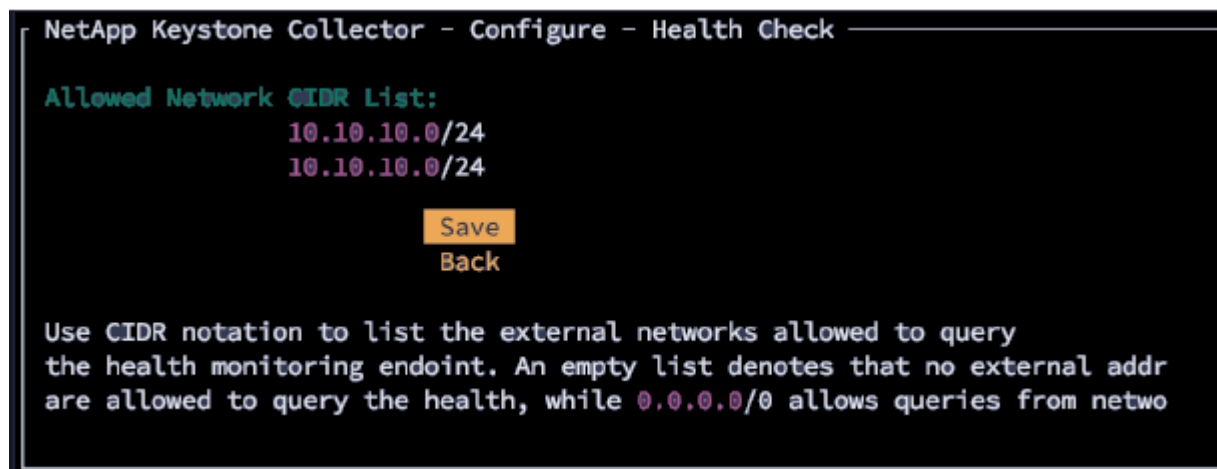 NetApp Keystone Collector - Configure - Health Check
Allowed Network CIDR List:
10.10.10.0/24
10.10.10.0/24
Save
Back
Use CIDR notation to list the external networks allowed to query
the health monitoring endoint. An empty list denotes that no external addr
are allowed to query the health, while 0.0.0.0/0 allows queries from netwo